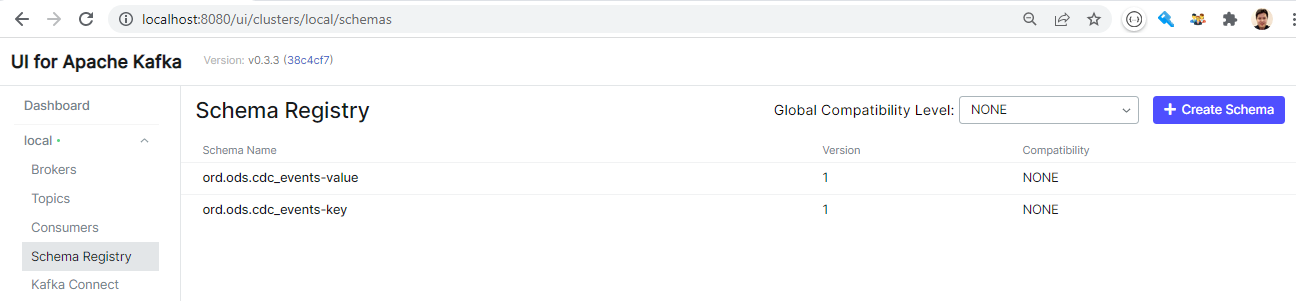 localhost:8080/ui/clusters/local/schemas
UI for Apache Kafka Version: v0.3.3 (38c4cf7)
Dashboard
local
Brokers
Topics
Consumers
Schema Registry
Kafka Connect
Schema Registry
Global Compatibility Level: NONE
+ Create Schema
Schema Name Version Compatibility
ord.ods.cdc_events-value 1 NONE
ord.ods.cdc_events-key 1 NONE